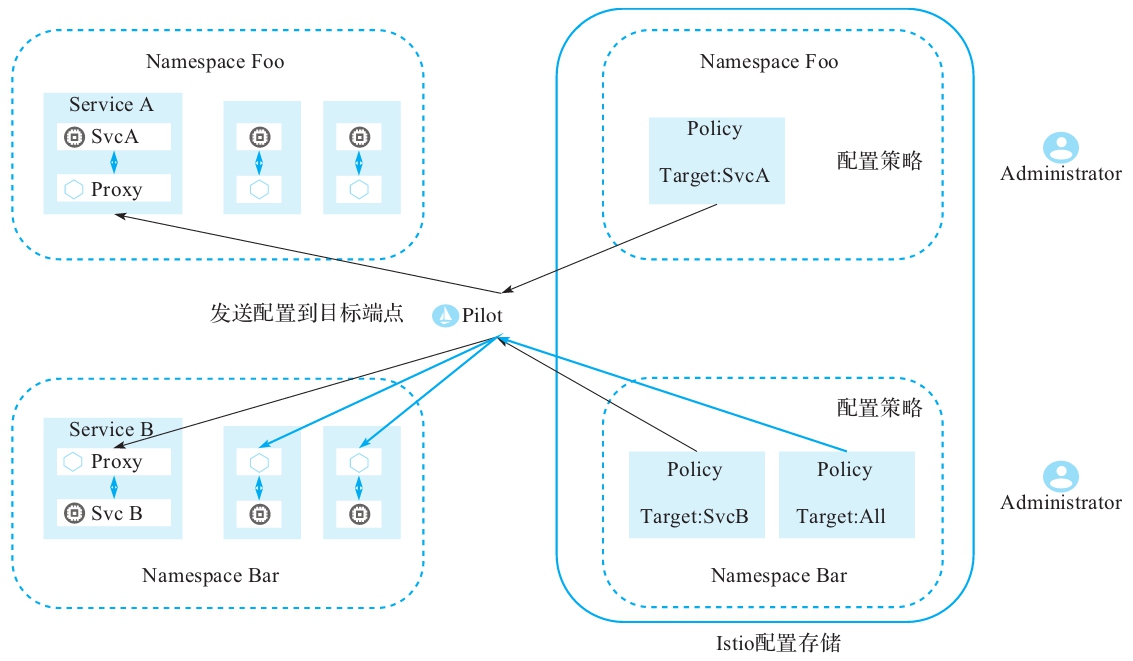 Namespace Foo
Service A
SvcA
Proxy
Namespace Foo
Policy
Target:SvcA
配置策略
Administrator
发送配置到目标端点
Pilot
Service B
Proxy
Svc B
Namespace Bar
配置策略
Policy
Target:SvcB
Policy
Target:All
Namespace Bar
Administrator
Istio配置存储